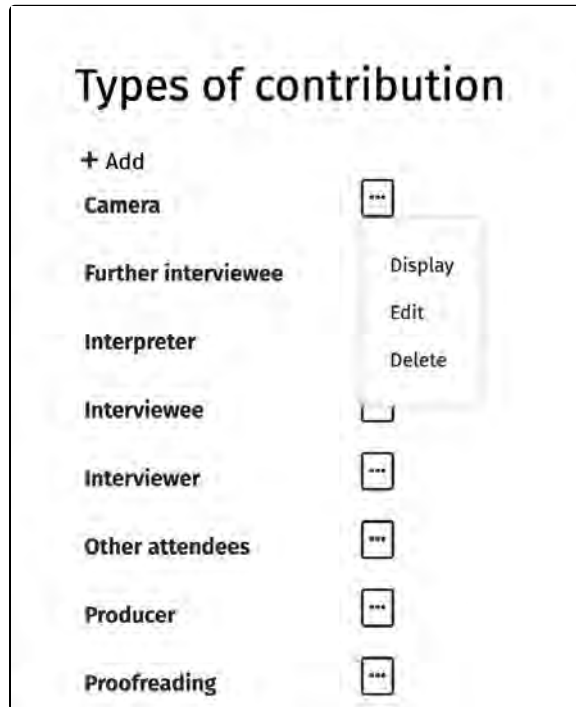 Types of contribution
+ Add
Camera
Further interviewee
Display
Edit
Interpreter
Delete
Interviewee
Interviewer
Other attendees
Producer
Proofreading